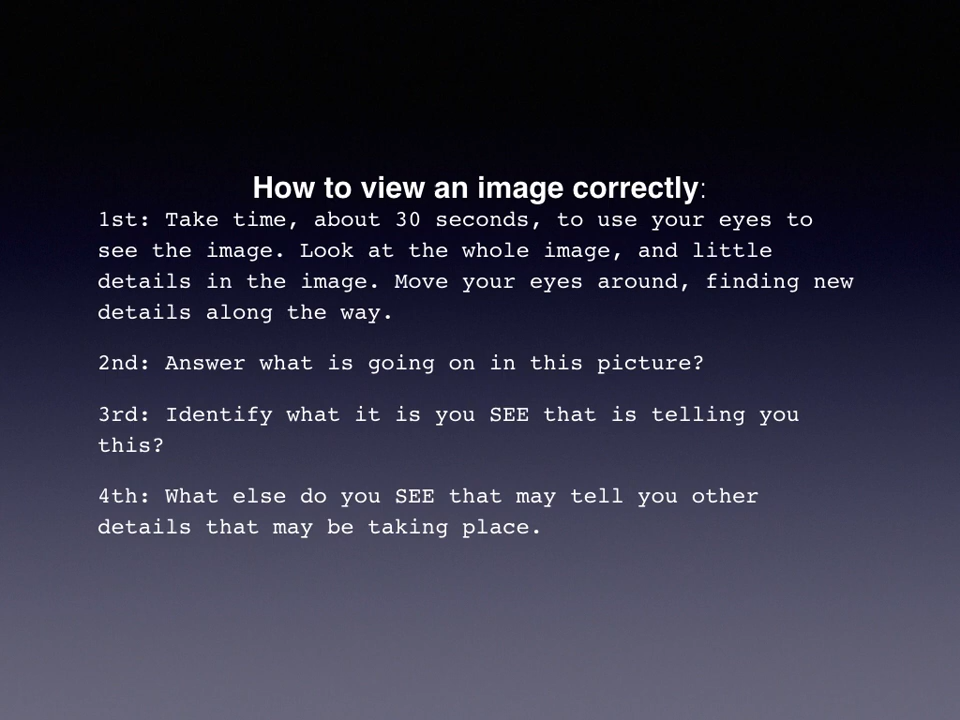 How to view an image correctly:
1st: Take time, about 30 seconds, to use your eyes to
see the image. Look at the whole image, and little
details in the image. Move your eyes around, finding new
details along the way.
2nd: Answer what is going on in this picture?
3rd: Identify what it is you SEE that is telling you
this?
4th: What else do you SEE that may tell you other
details that may be taking place.